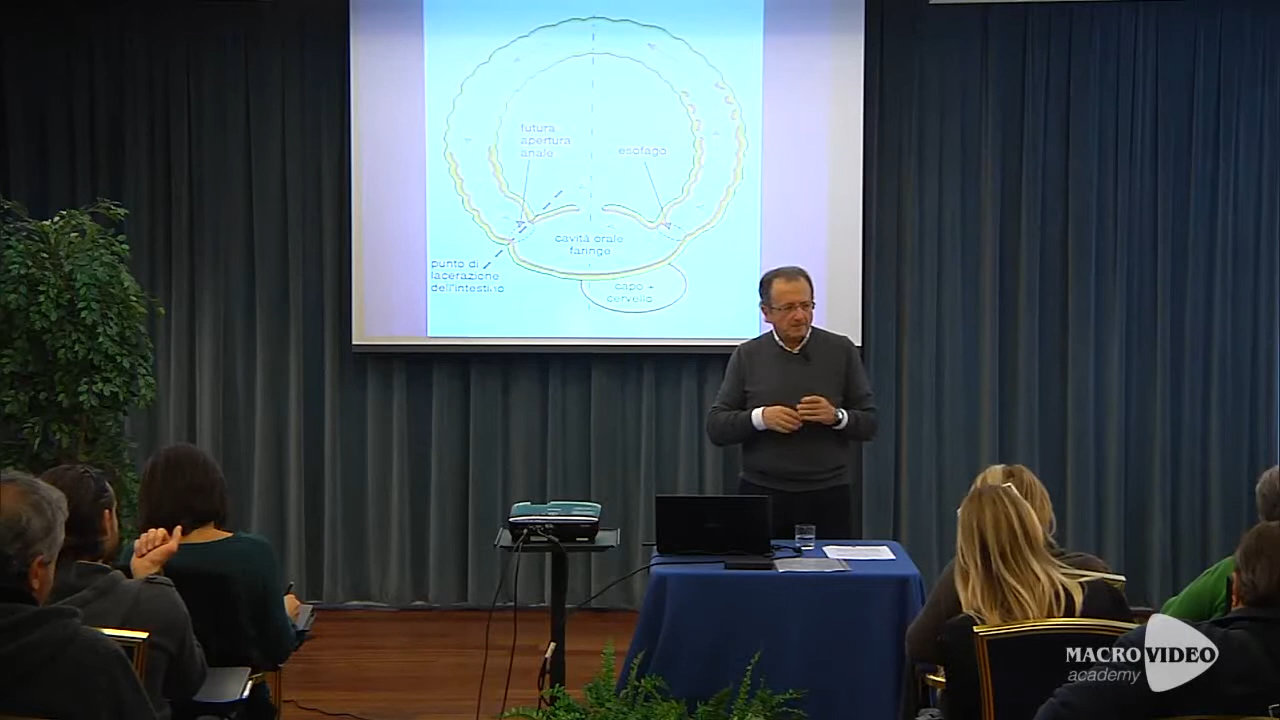 futura
apertura
anale
esofago
cavità orale
faringe
punto di
lacerazione
dell'intestino
capo +
cervello
MACRO VIDEO
academy